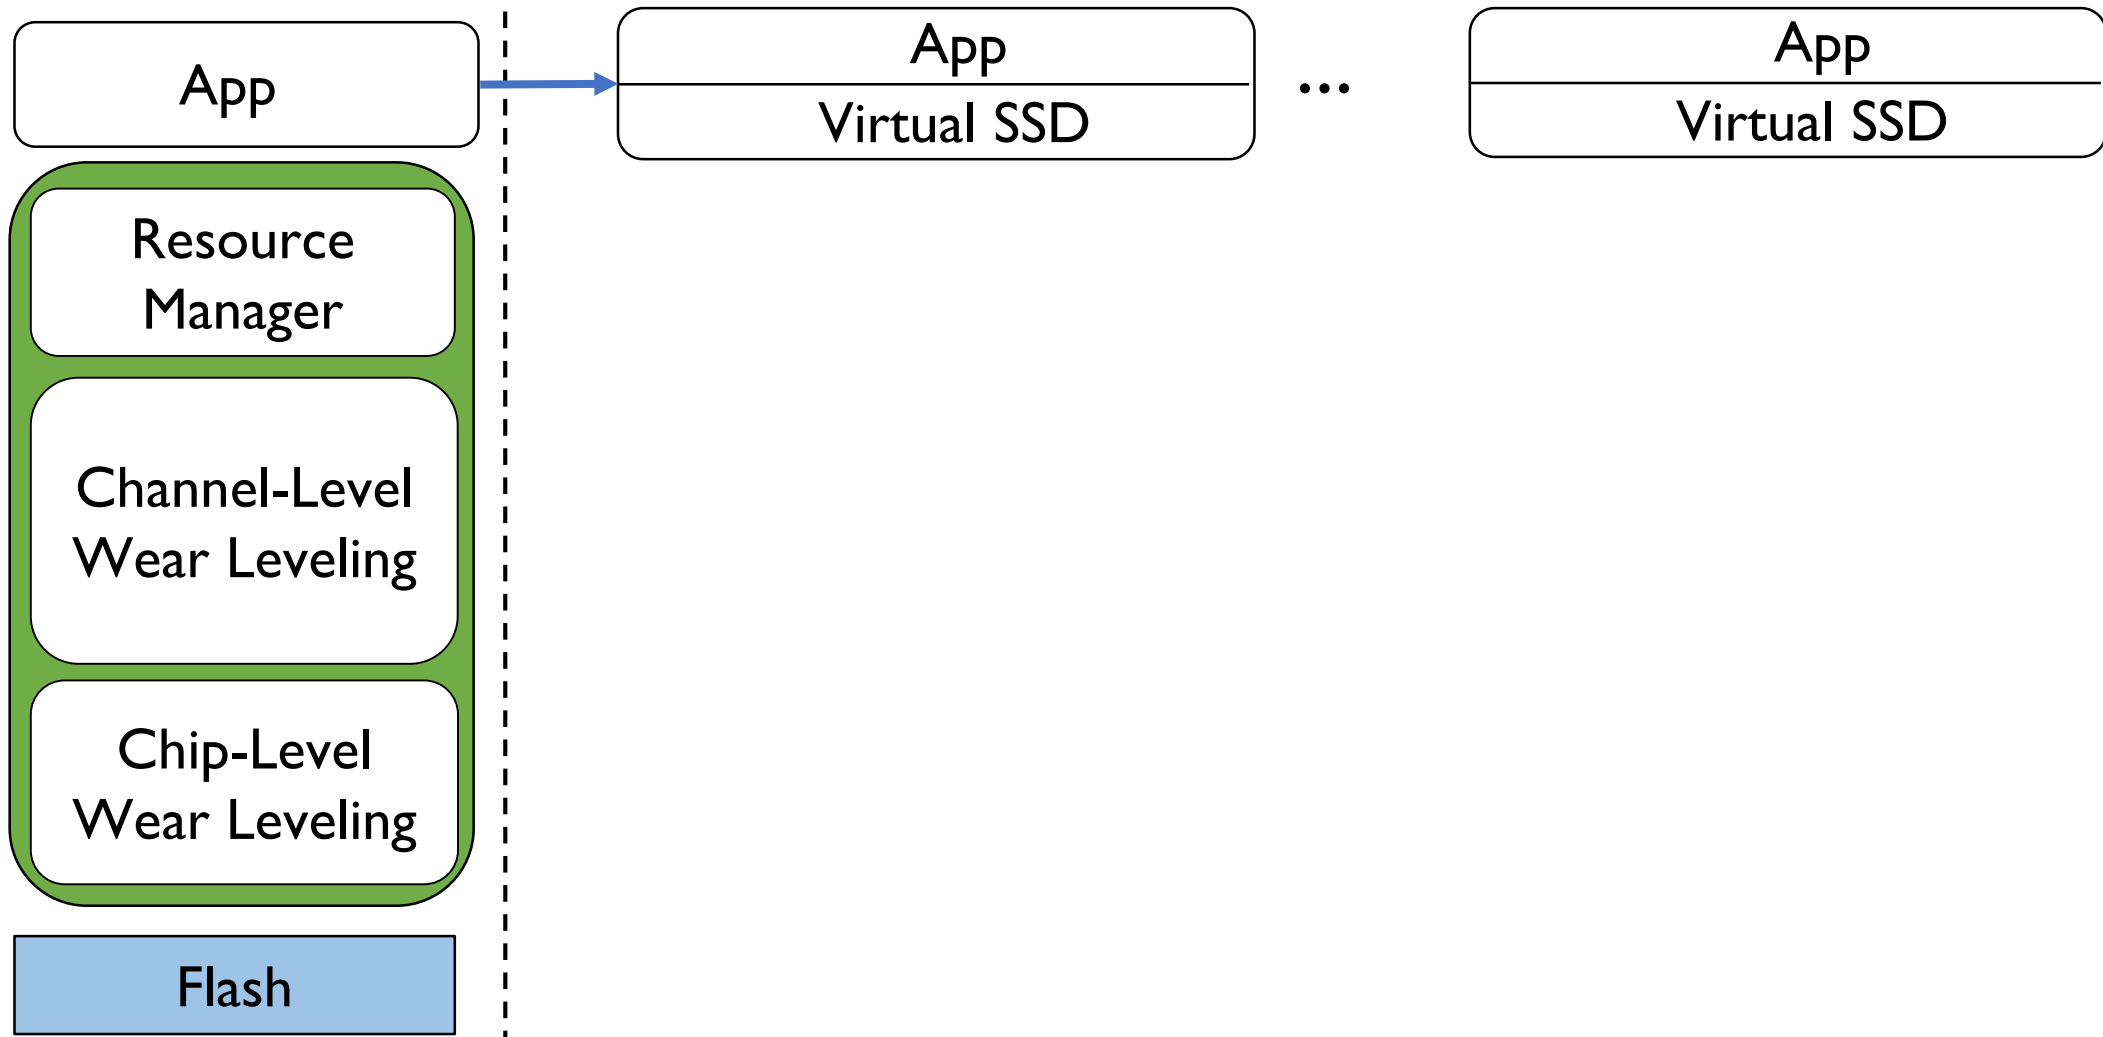 App
App
Virtual SSD
...
App
Virtual SSD
Resource
Manager
Channel-Level
Wear Leveling
Chip-Level
Wear Leveling
Flash